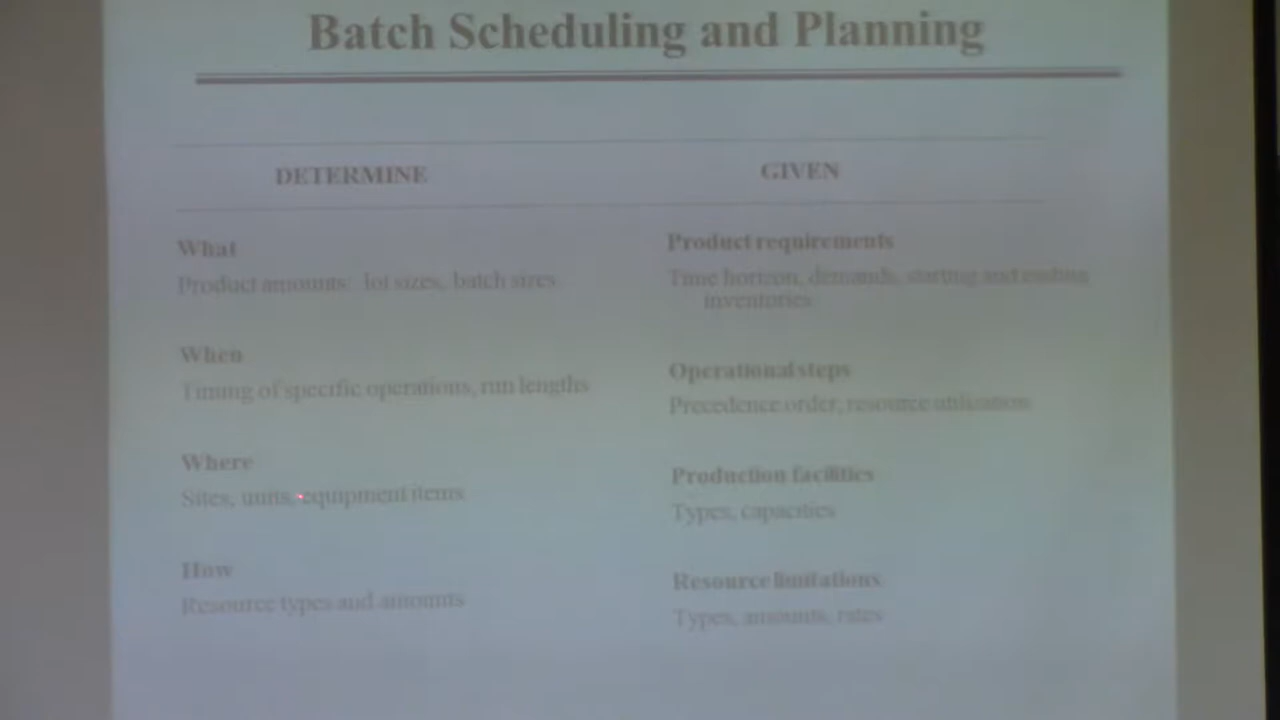 Batch Scheduling and Planning
DETERMINE
GIVEN
What
Product amounts: lot sizes, batch sizes
When
Timing of specific operations, run lengths
Where
Sites, units, equipment items
How
Resource types and amounts
Product requirements
Time horizon, demands, starting and ending
inventories
Operational steps
Precedence order, resource utilization
Production facilities
Types, capacities
Resource limitations
Types, amounts, rates